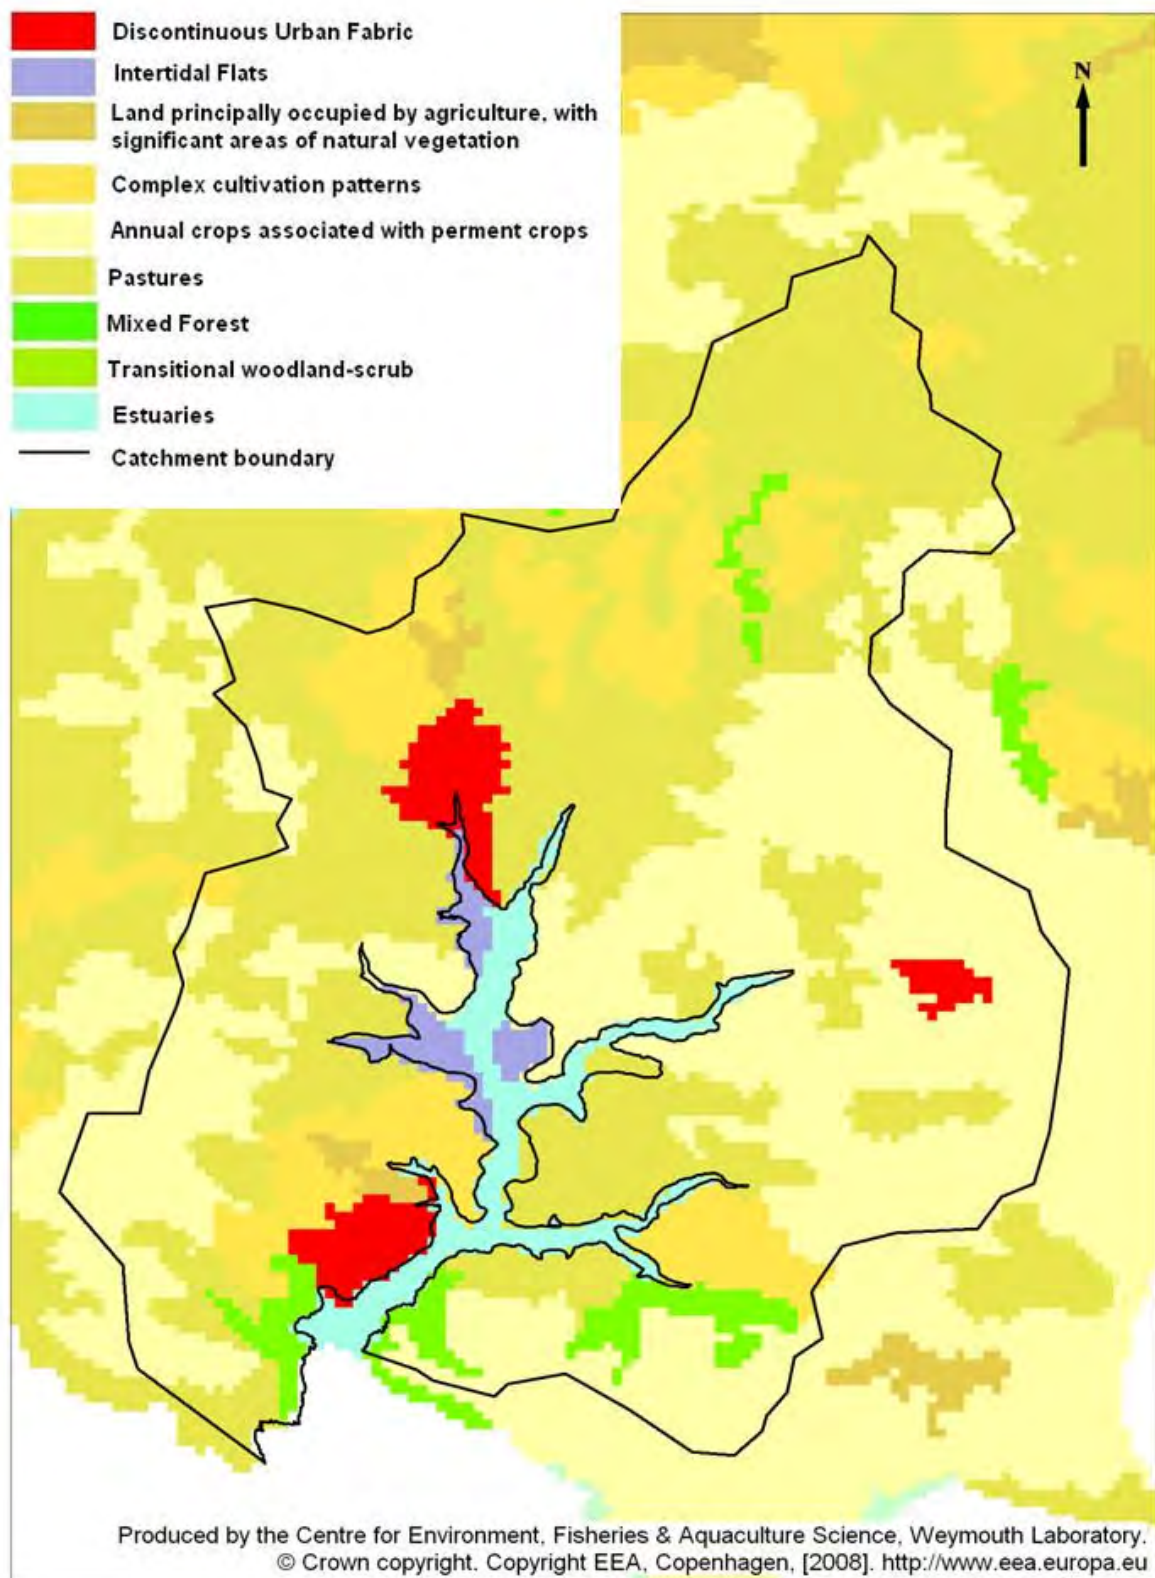 Discontinuous Urban Fabric
Intertidal Flats
Land principally occupied by agriculture, with
significant areas of natural vegetation
Complex cultivation patterns
Annual crops associated with perment crops
Pastures
Mixed Forest
Transitional woodland-scrub
Estuaries
Catchment boundary
N
Produced by the Centre for Environment, Fisheries & Aquaculture Science, Weymouth Laboratory.
© Crown copyright. Copyright EEA, Copenhagen, [2008]. http://www.eea.europa.eu